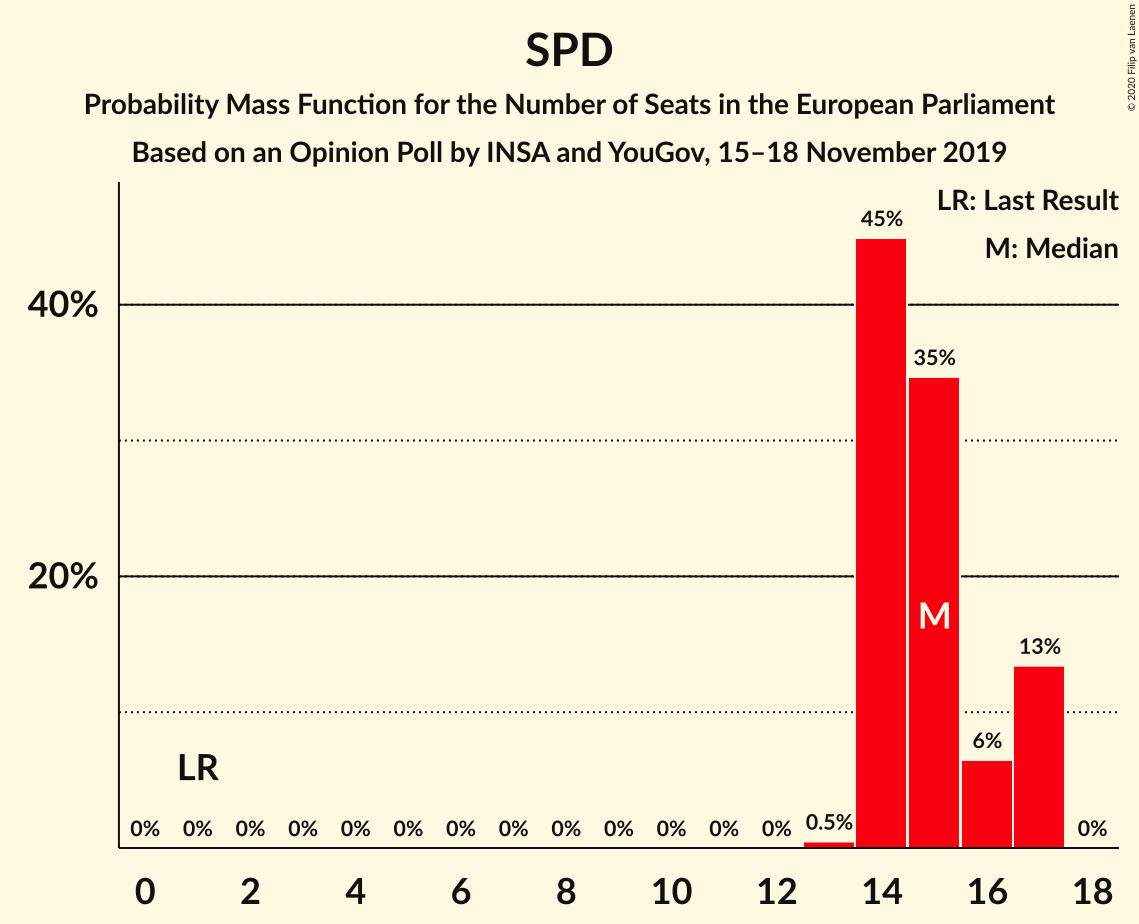 SPD
Probability Mass Function for the Number of Seats in the European Parliament
Based on an Opinion Poll by INSA and YouGov, 15–18 November 2019
© 2020 Filip van Laenen
LR: Last Result
M: Median
45%
40%
35%
20%
M
13%
6%
LR
0% 0% 0% 0% 0% 0% 0% 0% 0% 0% 0% 0% 0% 0.5% 0%
0 2 4 6 8 10 12 14 16 18